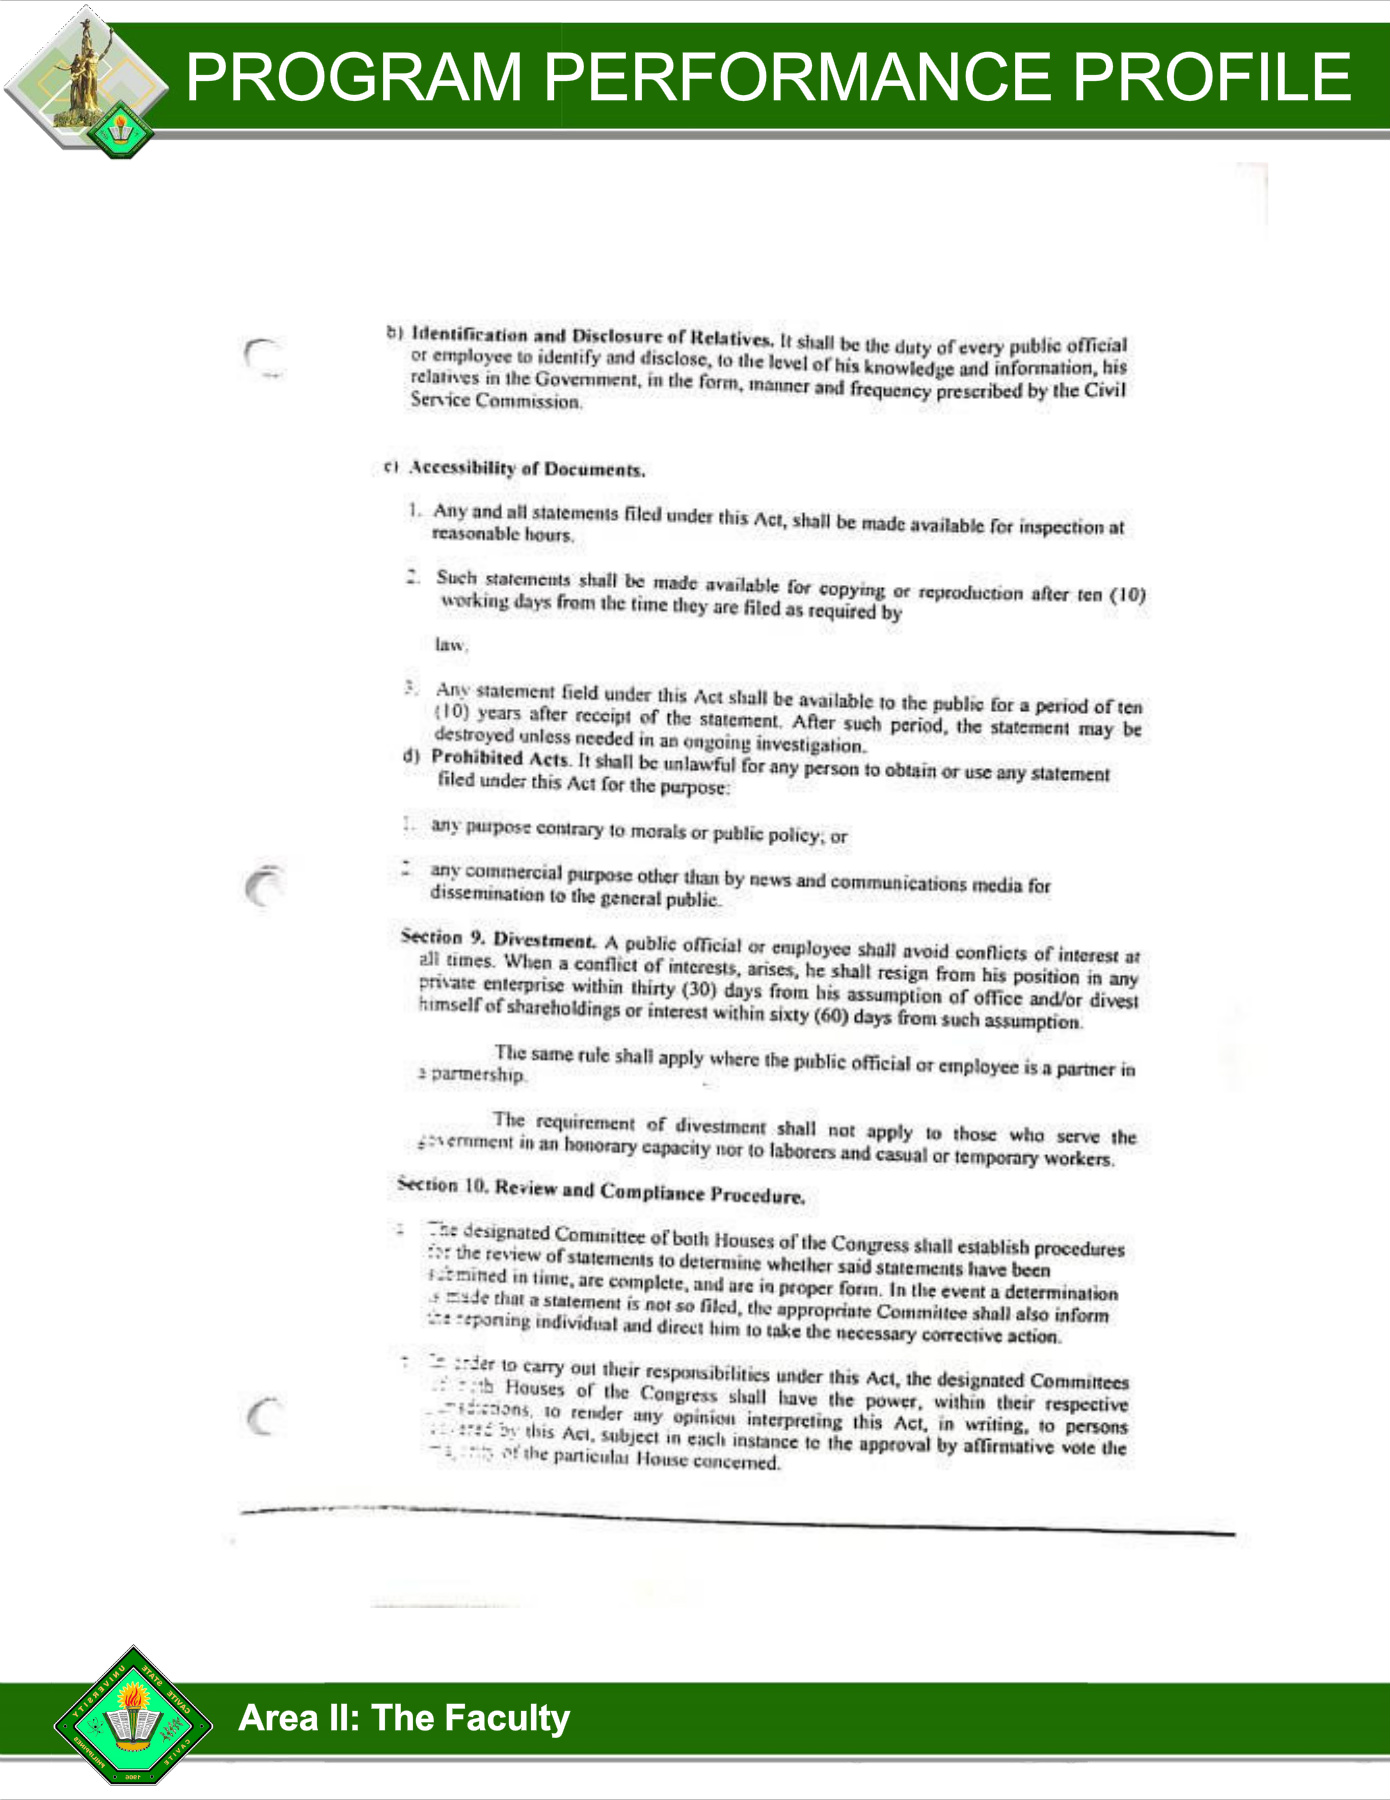 PROGRAM PERFORMANCE PROFILE
b) Identification and Disclosure of Relatives. It shall be the duty of every public official
or employee to identify and disclose, to the level of his knowledge and information, his
relatives in the Government, in the form, manner and frequency prescribed by the Civil
Service Commission.
c) Accessibility of Documents.
1. Any and all statements filed under this Act, shall be made available for inspection at
reasonable hours.
2. Such statements shall be made available for copying or reproduction after ten (10)
working days from the time they are filed as required by
law.
3. Any statement field under this Act shall be available to the public for a period of ten
(10) years after receipt of the statement. After such period, the statement may be
destroyed unless needed in an ongoing investigation.
d) Prohibited Acts. It shall be unlawful for any person to obtain or use any statement
filed under this Act for the purpose:
1. any purpose contrary to morals or public policy; or
2 any commercial purpose other than by news and communications media for
dissemination to the general public.
Section 9. Divestment. A public official or employee shall avoid conflicts of interest at
all times. When a conflict of interests, arises, he shall resign from his position in any
private enterprise within thirty (30) days from his assumption of office and/or divest
himself of shareholdings or interest within sixty (60) days from such assumption.
The same rule shall apply where the public official or employee is a partner in
a partnership.
The requirement of divestment shall not apply to those who serve the
government in an honorary capacity nor to laborers and casual or temporary workers.
Section 10. Review and Compliance Procedure.
The designated Committee of both Houses of the Congress shall establish procedures
for the review of statements to determine whether said statements have been
submined in time, are complete, and are in proper form. In the event a determination
is made that a statement is not so filed, the appropriate Committee shall also inform
the reporting individual and direct him to take the necessary corrective action.
In order to carry out their responsibilities under this Act, the designated Committees
Houses of the Congress shall have the power, within their respective
to render any opinion interpreting this Act, in writing, to persons
by this Act, subject in each instance to the approval by affirmative vote the
of the particular House concerned.
CAVITE STATE UNIVERSITY
CAVITE
PHILIPPINES
1906
Area II: The Faculty